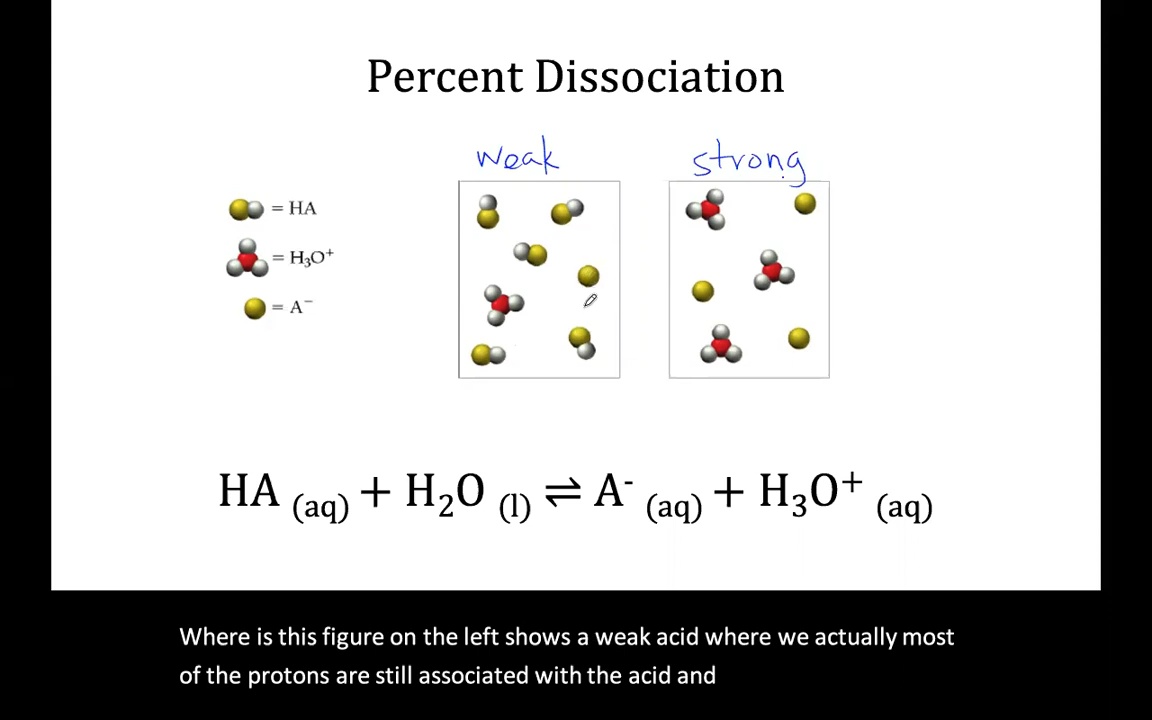 Percent Dissociation
weak
strong
= HA
= H₃O⁺
= A⁻
HA (aq) + H₂O (l) ⇌ A⁻ (aq) + H₃O⁺ (aq)
Where is this figure on the left shows a weak acid where we actually most
of the protons are still associated with the acid and